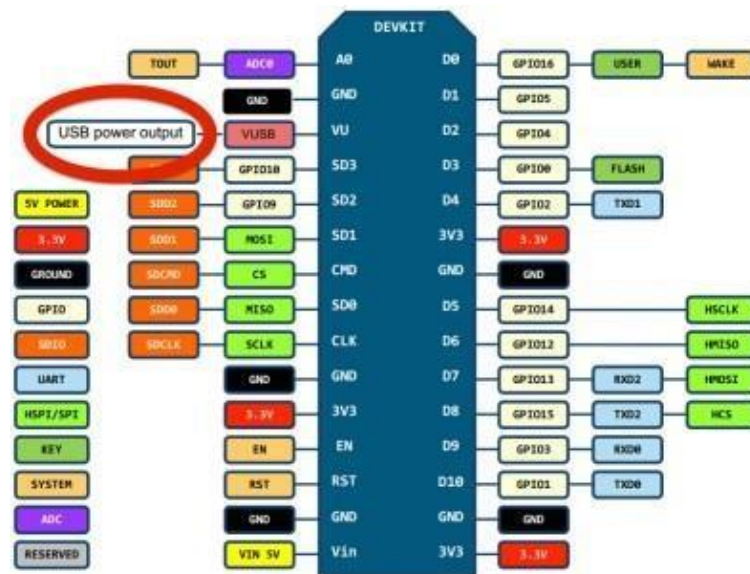 DEVKIT
TOUT ADC0 A0 D0 GPIO16 USER WAKE
GND GND D1 GPIO5
USB power output VUSB VU D2 GPIO4
GPIO10 SD3 D3 GPIO0 FLASH
5V POWER SDD2 GPIO9 SD2 D4 GPIO2 TXD1
3.3V SDD1 MOSI SD1 3V3 3.3V
GROUND SDCMD CS CMD GND GND
GPIO SDD0 MISO SD0 D5 GPIO14 HSCLK
SDIO SDCLK SCLK CLK D6 GPIO12 HMISO
UART GND GND D7 GPIO13 RXD2 HMOSI
HSPI/SPI 3.3V 3V3 D8 GPIO15 TXD2 HCS
KEY EN EN D9 GPIO3 RXD0
SYSTEM RST RST D10 GPIO1 TXD0
ADC GND GND GND GND
RESERVED VIN 5V Vin 3V3 3.3V